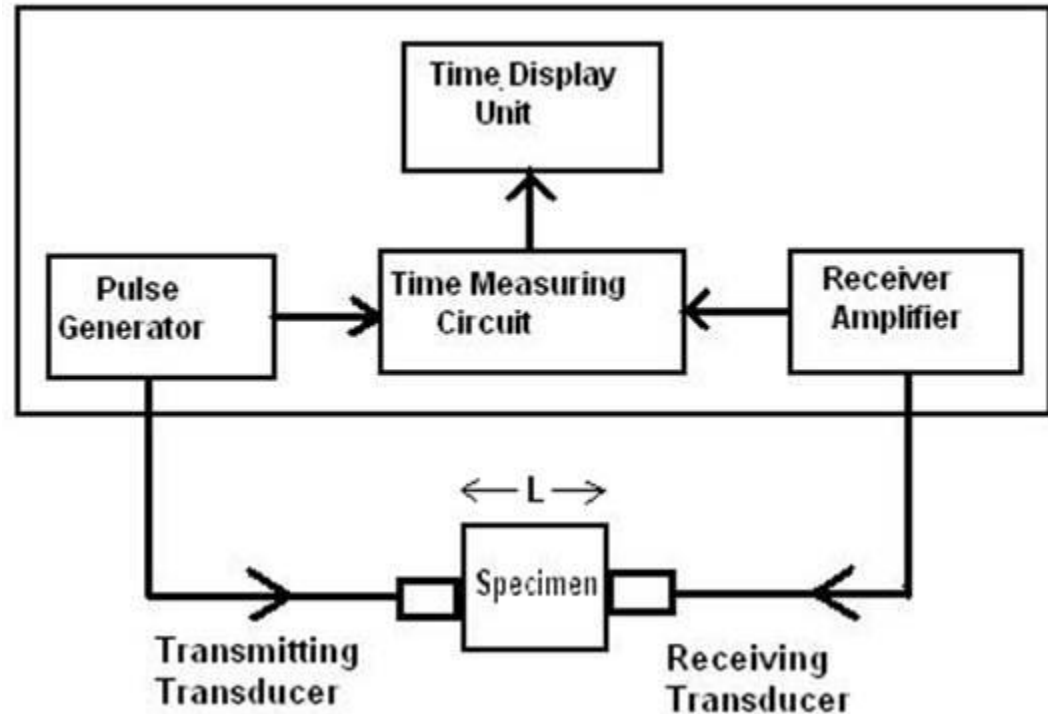 Time Display
Unit
Pulse
Generator
Time Measuring
Circuit
Receiver
Amplifier
L
Specimen
Transmitting
Transducer
Receiving
Transducer